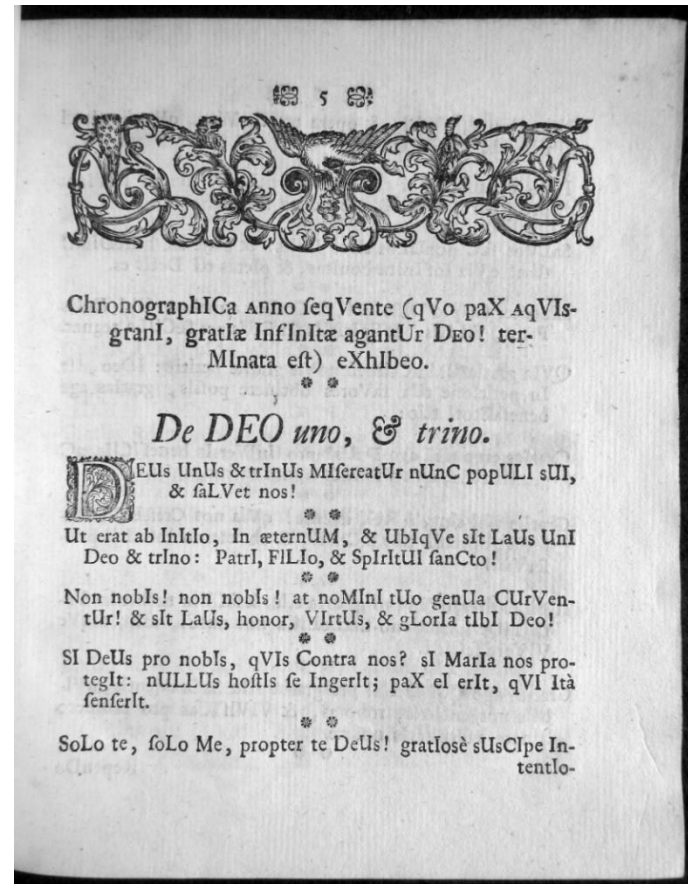 5
ChronographICa Anno ſeqVente (qVo paX AqVIs-
granI, gratIæ InfInItæ agantUr DEO! ter-
MInata eſt) eXhIbeo.
De DEO uno, & trino.
DEUs UnUs & trInUs MIſereatUr nUnC popULI sUI,
& ſaLVet nos!
Ut erat ab InItIo, In æternUM, & UbIqVe sIt LaUs UnI
Deo & trIno: PatrI, FILIo, & SpIrItUI ſanCto!
Non nobIs! non nobIs! at noMInI tUo genUa CUrVen-
tUr! & sIt LaUs, honor, VIrtUs, & gLorIa tIbI Deo!
SI DeUs pro nobIs, qVIs Contra nos? sI MarIa nos pro-
tegIt: nULLUs hoſtIs ſe IngerIt; paX eI erIt, qVI Ità
ſenſerIt.
SoLo te, ſoLo Me, propter te DeUs! gratIosè sUsCIpe In-
tentIo-